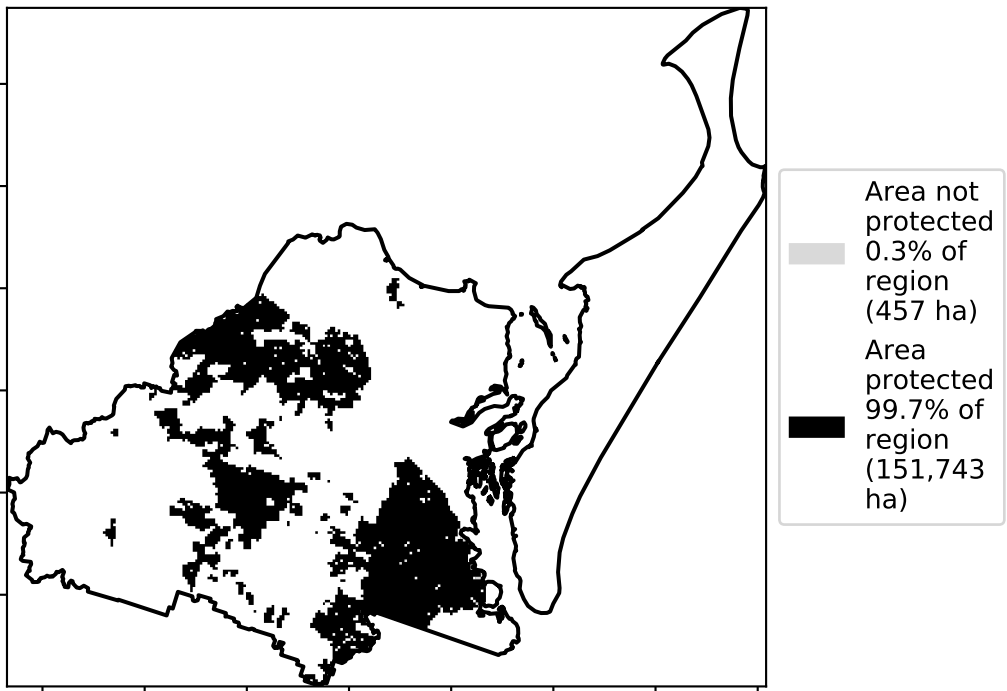 Area not
protected
0.3% of
region
(457 ha)
Area
protected
99.7% of
region
(151,743
ha)